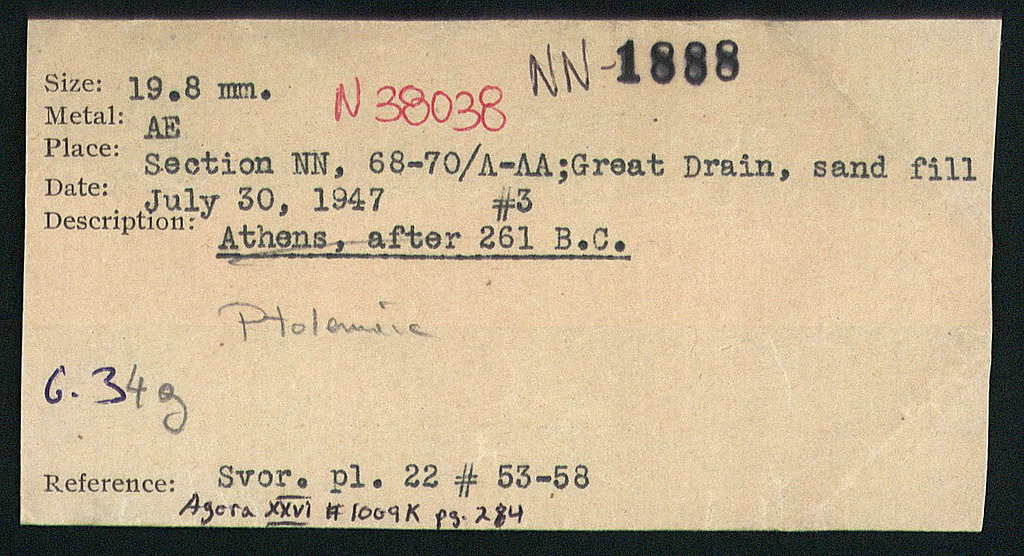 NN-1888
Size: 19.8 mm.
N 38038
Metal: AE
Place: Section NN, 68-70/A-AA;Great Drain, sand fill
Date: July 30, 1947 #3
Description: Athens, after 261 B.C.
Ptolemaic
6.34g
Reference: Svor. pl. 22 # 53-58
Agora XXVI #1009K pg. 284